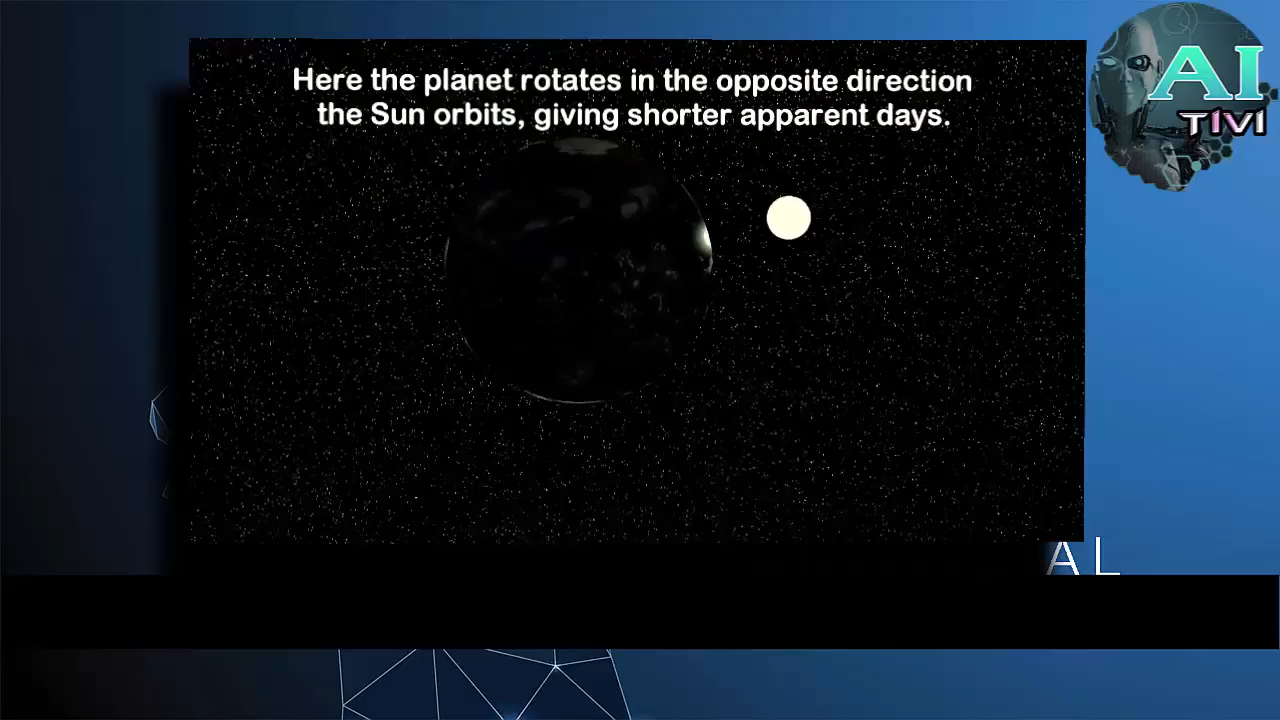 Here the planet rotates in the opposite direction
the Sun orbits, giving shorter apparent days.
AI
TIVI
AL